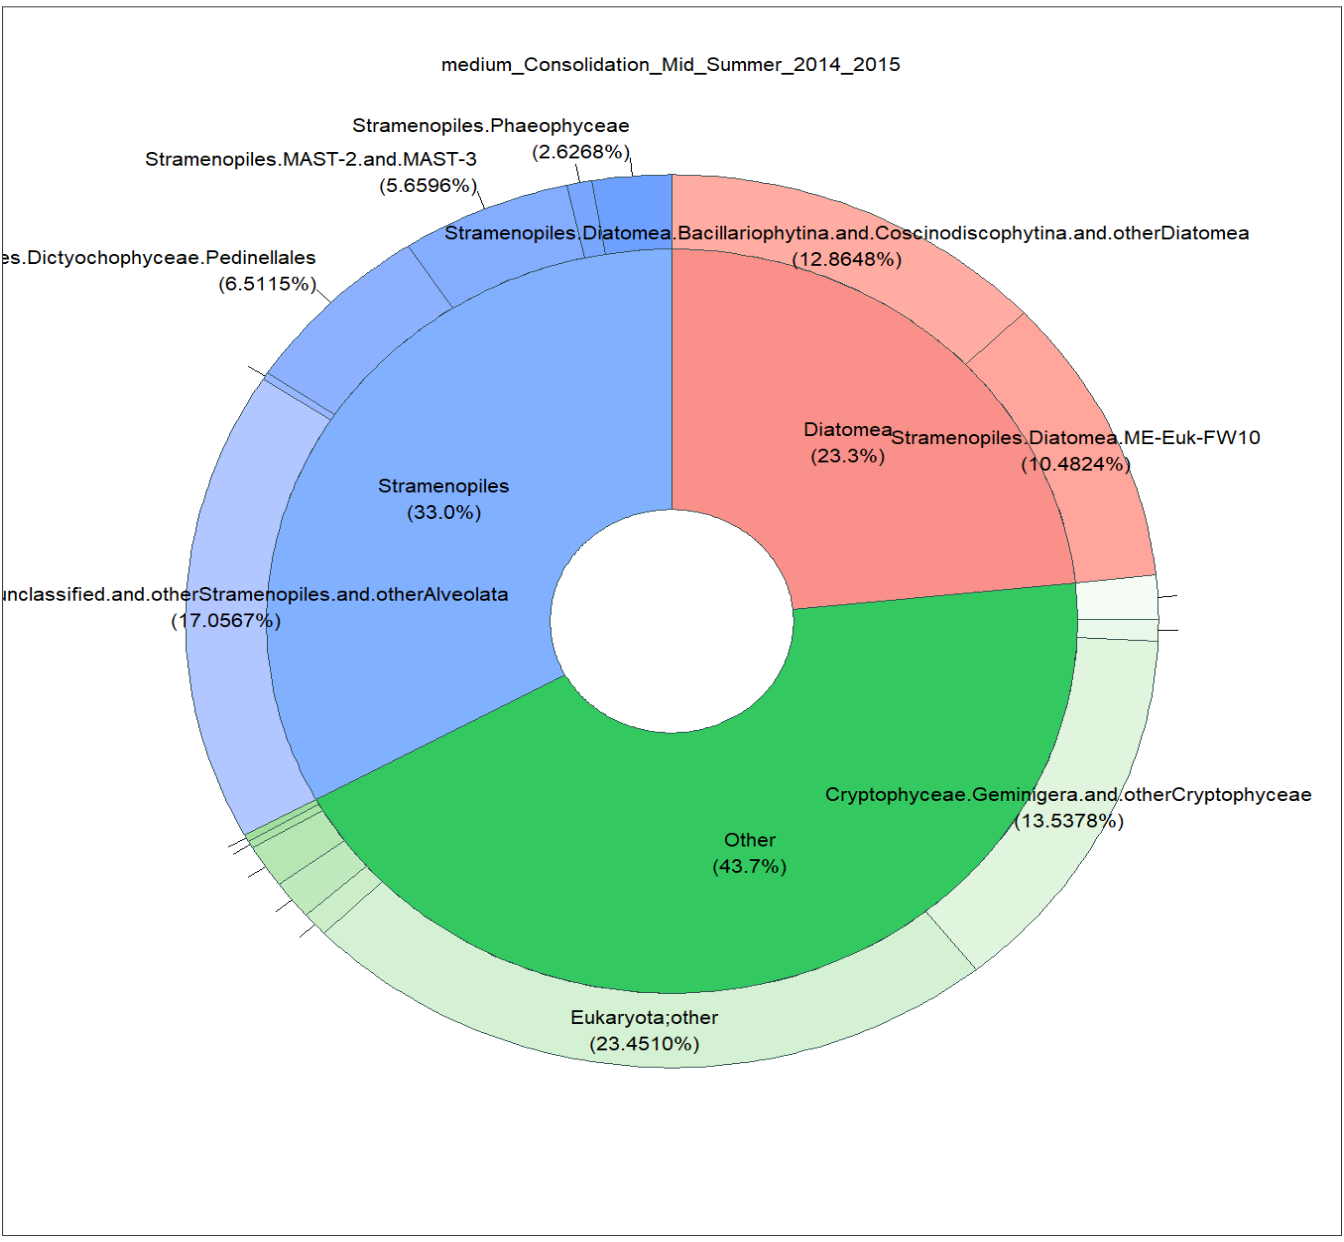 medium_Consolidation_Mid_Summer_2014_2015
Stramenopiles.Phaeophyceae
(2.6268%)
Stramenopiles.MAST-2.and.MAST-3
(5.6596%)
Stramenopiles.Diatomea.Bacillariophytina.and.Coscinodiscophytina.and.otherDiatomea
(12.8648%)
es.Dictyochophyceae.Pedinellales
(6.5115%)
Diatomea
(23.3%)
Stramenopiles.Diatomea.ME-Euk-FW10
(10.4824%)
Stramenopiles
(33.0%)
unclassified.and.otherStramenopiles.and.otherAlveolata
(17.0567%)
Cryptophyceae.Geminigera.and.otherCryptophyceae
(13.5378%)
Other
(43.7%)
Eukaryota;other
(23.4510%)